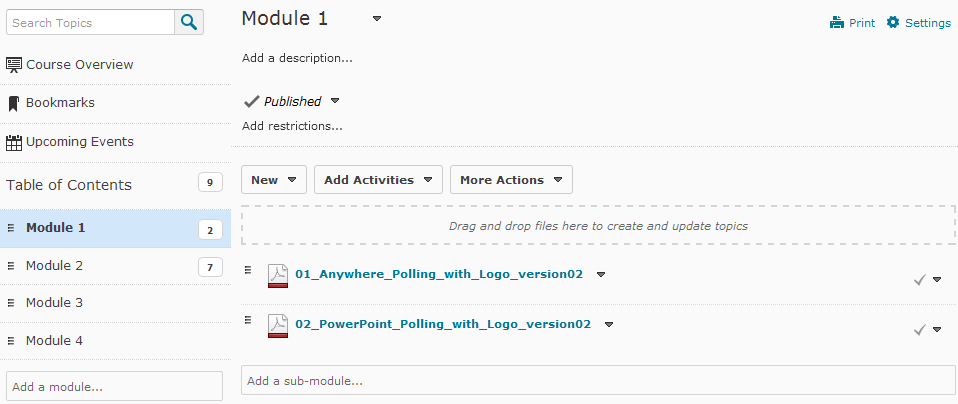 Search Topics
Course Overview
Bookmarks
Upcoming Events
Table of Contents 9
Module 1 2
Module 2 7
Module 3
Module 4
Add a module...
Module 1
Print Settings
Add a description...
Published
Add restrictions...
New Add Activities More Actions
Drag and drop files here to create and update topics
01_Anywhere_Polling_with_Logo_version02
02_PowerPoint_Polling_with_Logo_version02
Add a sub-module...